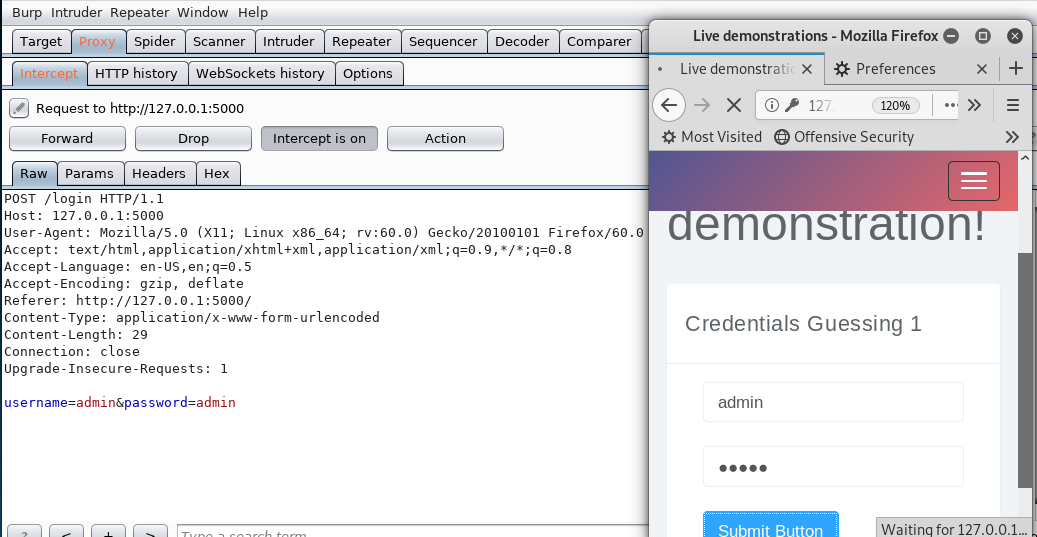 Burp Intruder Repeater Window Help
Target Proxy Spider Scanner Intruder Repeater Sequencer Decoder Comparer
Intercept HTTP history WebSockets history Options
Request to http://127.0.0.1:5000
Forward Drop Intercept is on Action
Raw Params Headers Hex
POST /login HTTP/1.1
Host: 127.0.0.1:5000
User-Agent: Mozilla/5.0 (X11; Linux x86_64; rv:60.0) Gecko/20100101 Firefox/60.0
Accept: text/html,application/xhtml+xml,application/xml;q=0.9,*/*;q=0.8
Accept-Language: en-US,en;q=0.5
Accept-Encoding: gzip, deflate
Referer: http://127.0.0.1:5000/
Content-Type: application/x-www-form-urlencoded
Content-Length: 29
Connection: close
Upgrade-Insecure-Requests: 1
username=admin&password=admin
? < + > Type a search term
Live demonstrations - Mozilla Firefox
Live demonstratic Preferences
127. 120%
Most Visited Offensive Security
demonstration!
Credentials Guessing 1
admin
●●●●●
Submit Button
Waiting for 127.0.0.1...